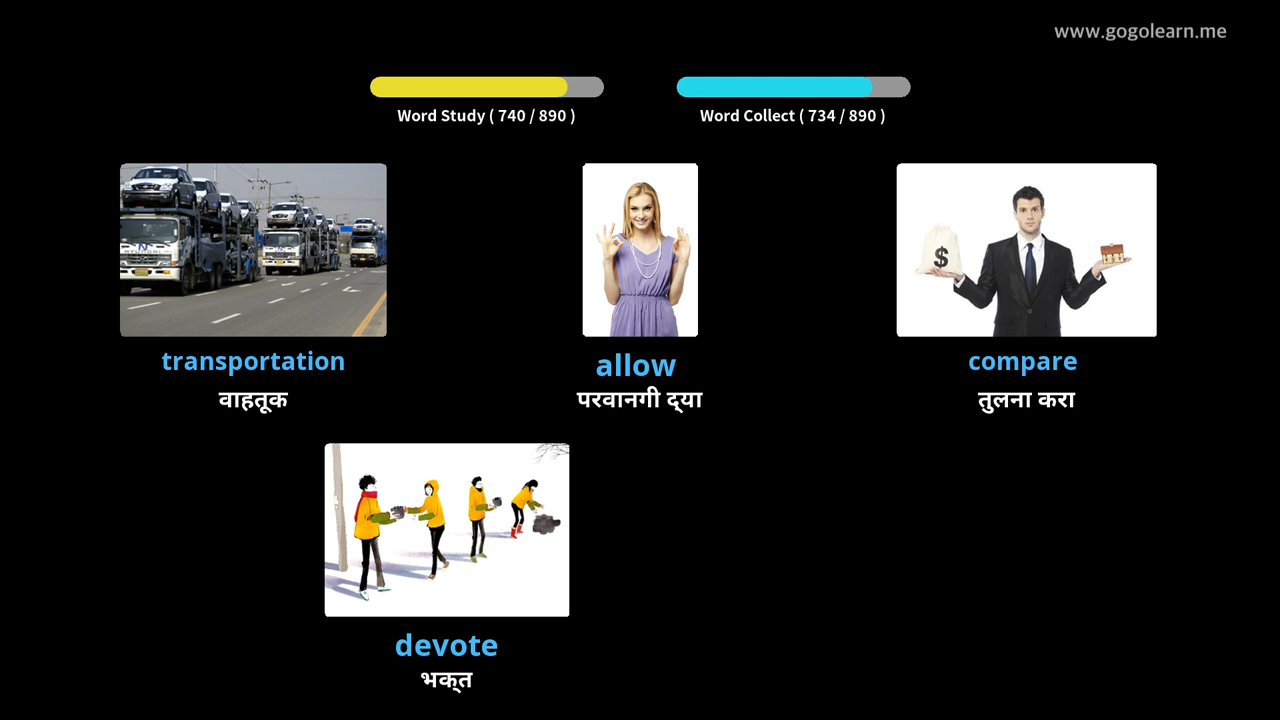 www.gogolearn.me
Word Study ( 740 / 890 )
Word Collect ( 734 / 890 )
transportation
वाहतूक
allow
परवानगी द्या
compare
तुलना करा
devote
भक्त